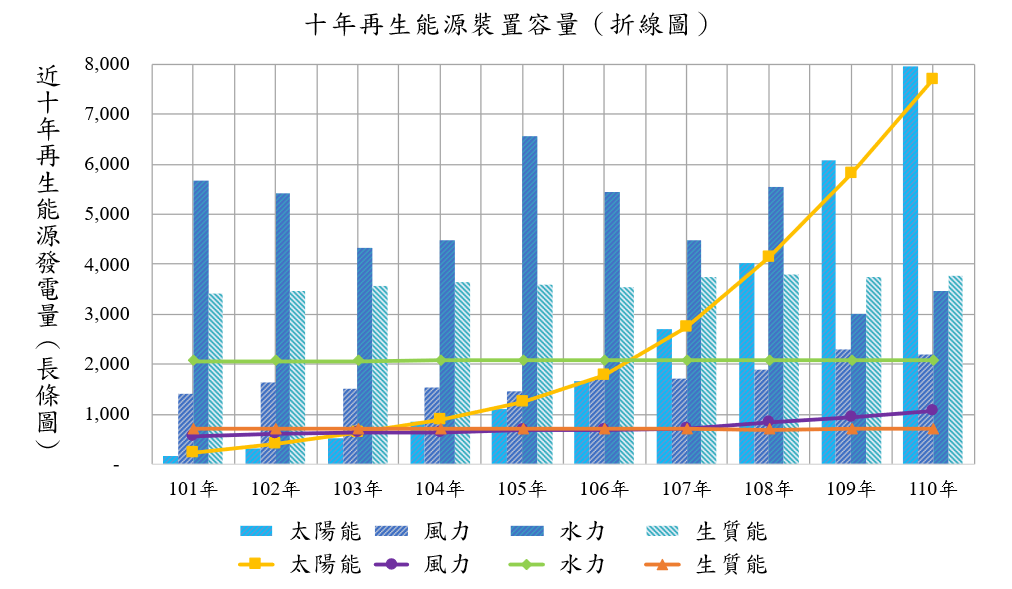 十年再生能源裝置容量（折線圖）
近十年再生能源發電量（長條圖）
8,000
7,000
6,000
5,000
4,000
3,000
2,000
1,000
-
101年 102年 103年 104年 105年 106年 107年 108年 109年 110年
太陽能 風力 水力 生質能
太陽能 風力 水力 生質能